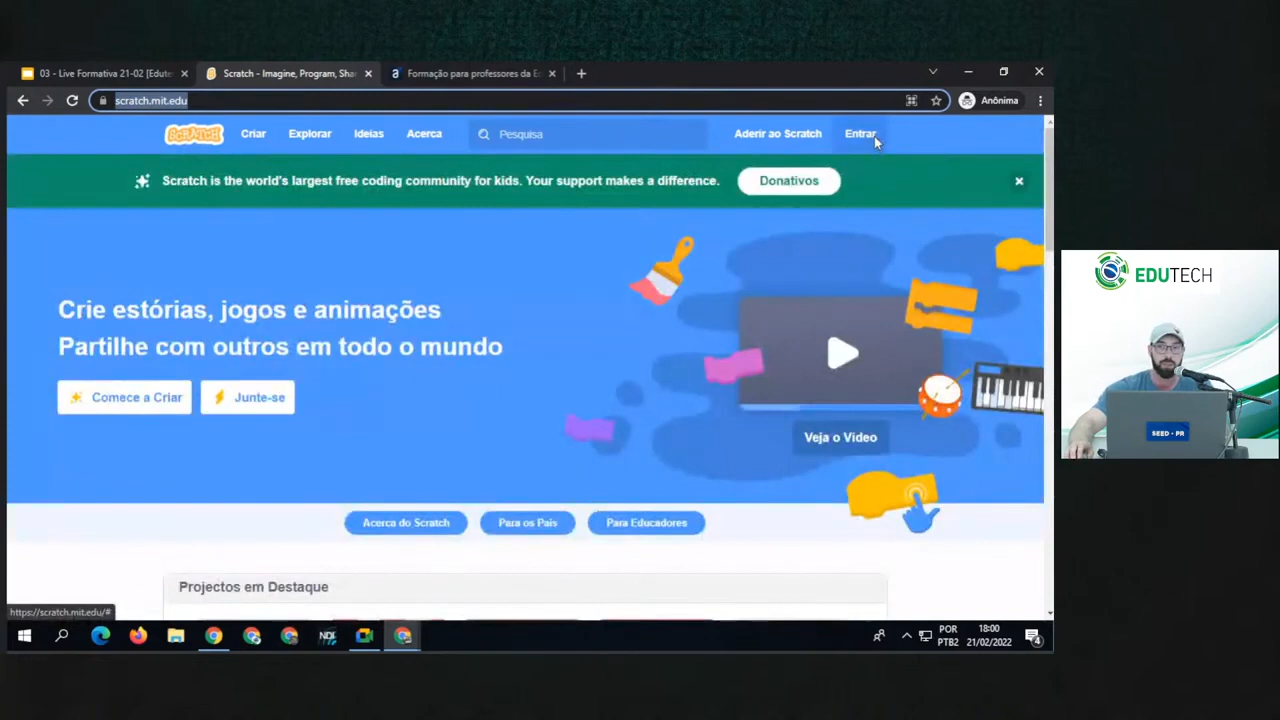 03 - Live Formativa 21-02 [Edute
Scratch - Imagine, Program, Sha
Formação para professores da E
scratch.mit.edu
Anônima
SCRATCH
Criar
Explorar
Ideias
Acerca
Pesquisa
Aderir ao Scratch
Entrar
Scratch is the world's largest free coding community for kids. Your support makes a difference.
Donativos
Crie estórias, jogos e animações
Partilhe com outros em todo o mundo
Comece a Criar
Junte-se
Veja o Vídeo
Acerca do Scratch
Para os Pais
Para Educadores
Projectos em Destaque
https://scratch.mit.edu/#
NDI
POR
PTB2
18:00
21/02/2022
4
EDUTECH
SEED - PR